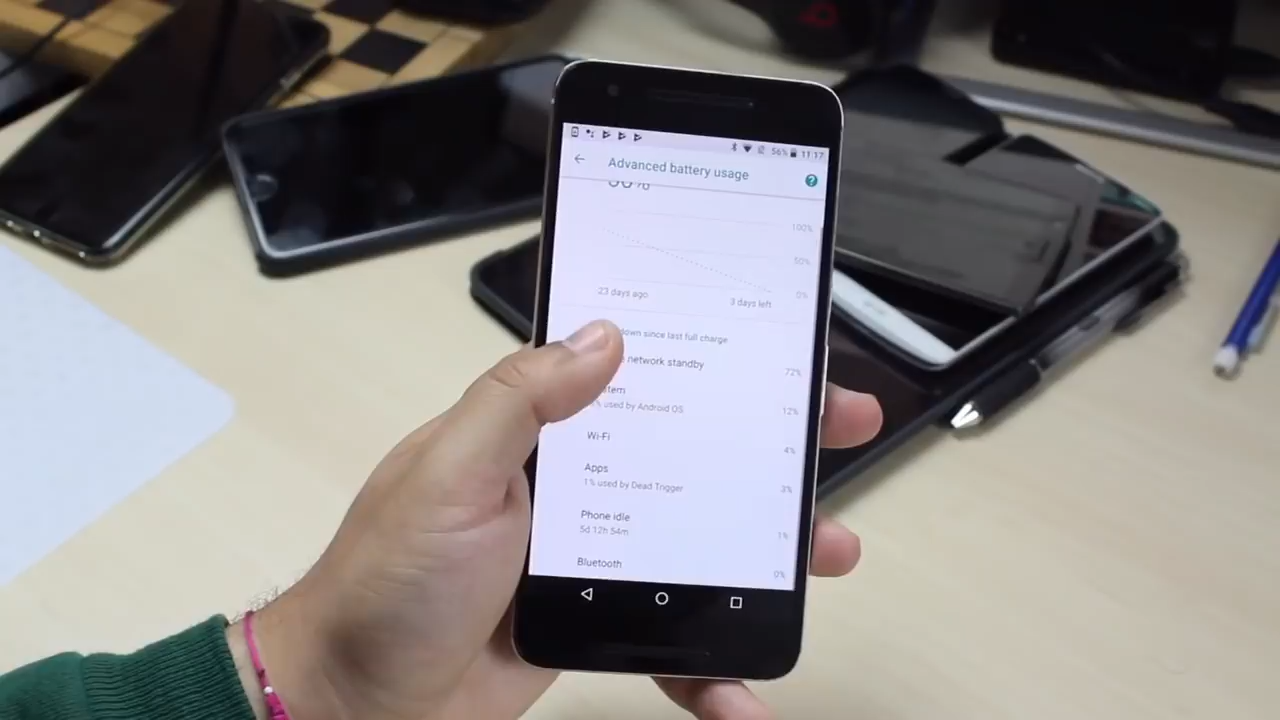 56% 11:17
Advanced battery usage
?
100%
50%
0%
23 days ago
3 days left
down since last full charge
network standby
72%
used by Android OS
12%
Wi-Fi
4%
Apps
1% used by Dead Trigger
3%
Phone idle
5d 12h 54m
1%
Bluetooth
0%